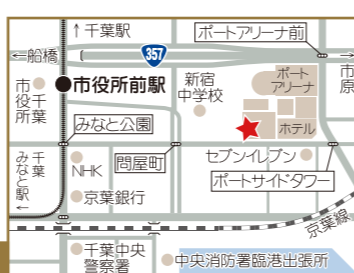 ↑千葉駅
357
ポートアリーナ前
←船橋
市原
市役所前駅
新宿
中学校
ポート
アリーナ
千葉
市役所
みなと公園
ホテル
千葉
みなと駅
↓
NHK
問屋町
セブンイレブン
ポートサイドタワー
京葉銀行
京葉線
千葉中央
警察署
中央消防署臨港出張所